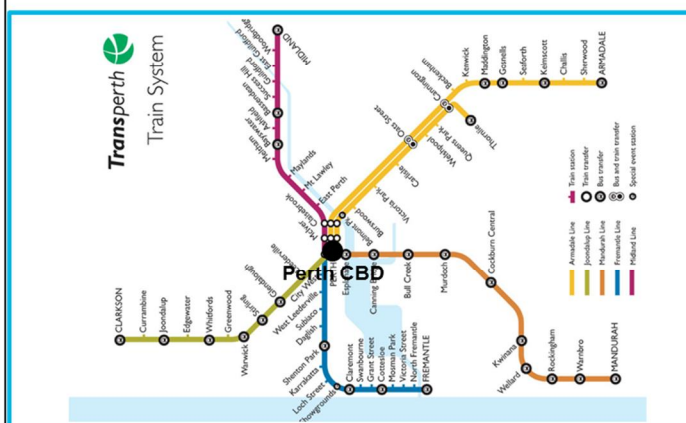 Transperth
Train System
MIDLAND
Woodbridge
East Guildford
Guildford
Success Hill
Bassendean
Ashfield
Bayswater
Meltham
Maylands
Mt Lawley
East Perth
Claisebrook
McIver
PERTH
Perth CBD
Kenwick
Maddington
Gosnells
Seaforth
Kelmscott
Challis
Sherwood
ARMADALE
Beckenham
Cannington
Thornlie
Queens Park
Welshpool
Oats Street
Carlisle
Victoria Park
Burswood
Belmont Pk
Esplanade
Canning Bridge
Bull Creek
Murdoch
Cockburn Central
Kwinana
Wellard
Rockingham
Warnbro
MANDURAH
Leederville
Glendalough
Stirling
Warwick
Greenwood
Whitfords
Edgewater
Joondalup
Currambine
CLARKSON
City West
West Leederville
Subiaco
Daglish
Shenton Park
Karrakatta
Loch Street
Showgrounds
Claremont
Swanbourne
Grant Street
Cottesloe
Mosman Park
Victoria Street
North Fremantle
FREMANTLE
Train station
Train transfer
Bus transfer
Bus and train transfer
Special event station
Armadale Line
Joondalup Line
Mandurah Line
Fremantle Line
Midland Line